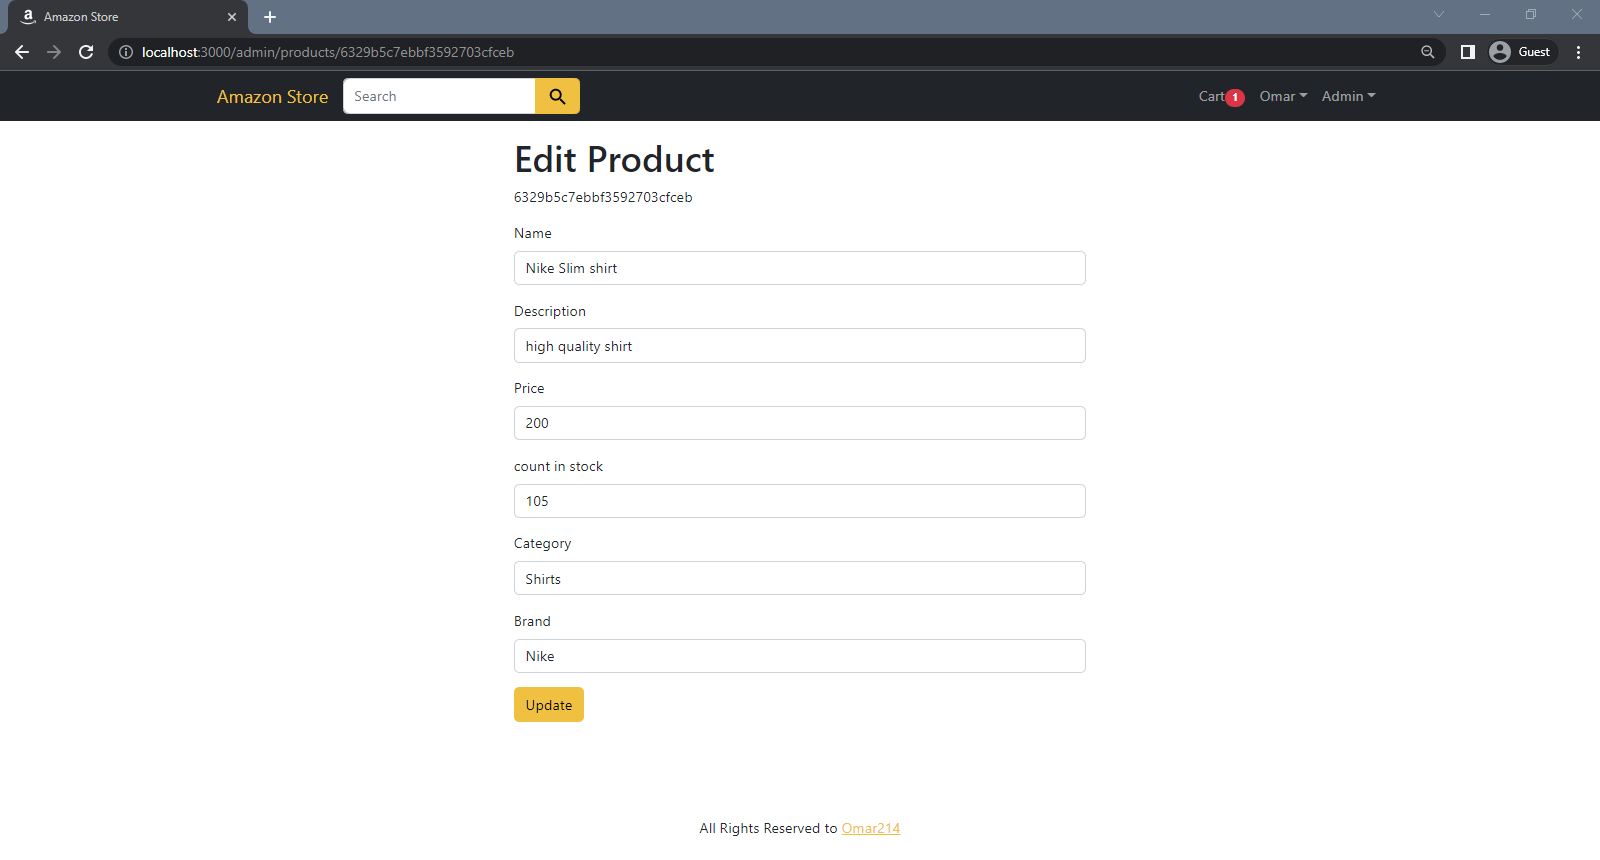 Amazon Store
localhost:3000/admin/products/6329b5c7ebbf3592703cfceb
Guest
Amazon Store
Search
Cart 1
Omar
Admin
Edit Product
6329b5c7ebbf3592703cfceb
Name
Nike Slim shirt
Description
high quality shirt
Price
200
count in stock
105
Category
Shirts
Brand
Nike
Update
All Rights Reserved to Omar214